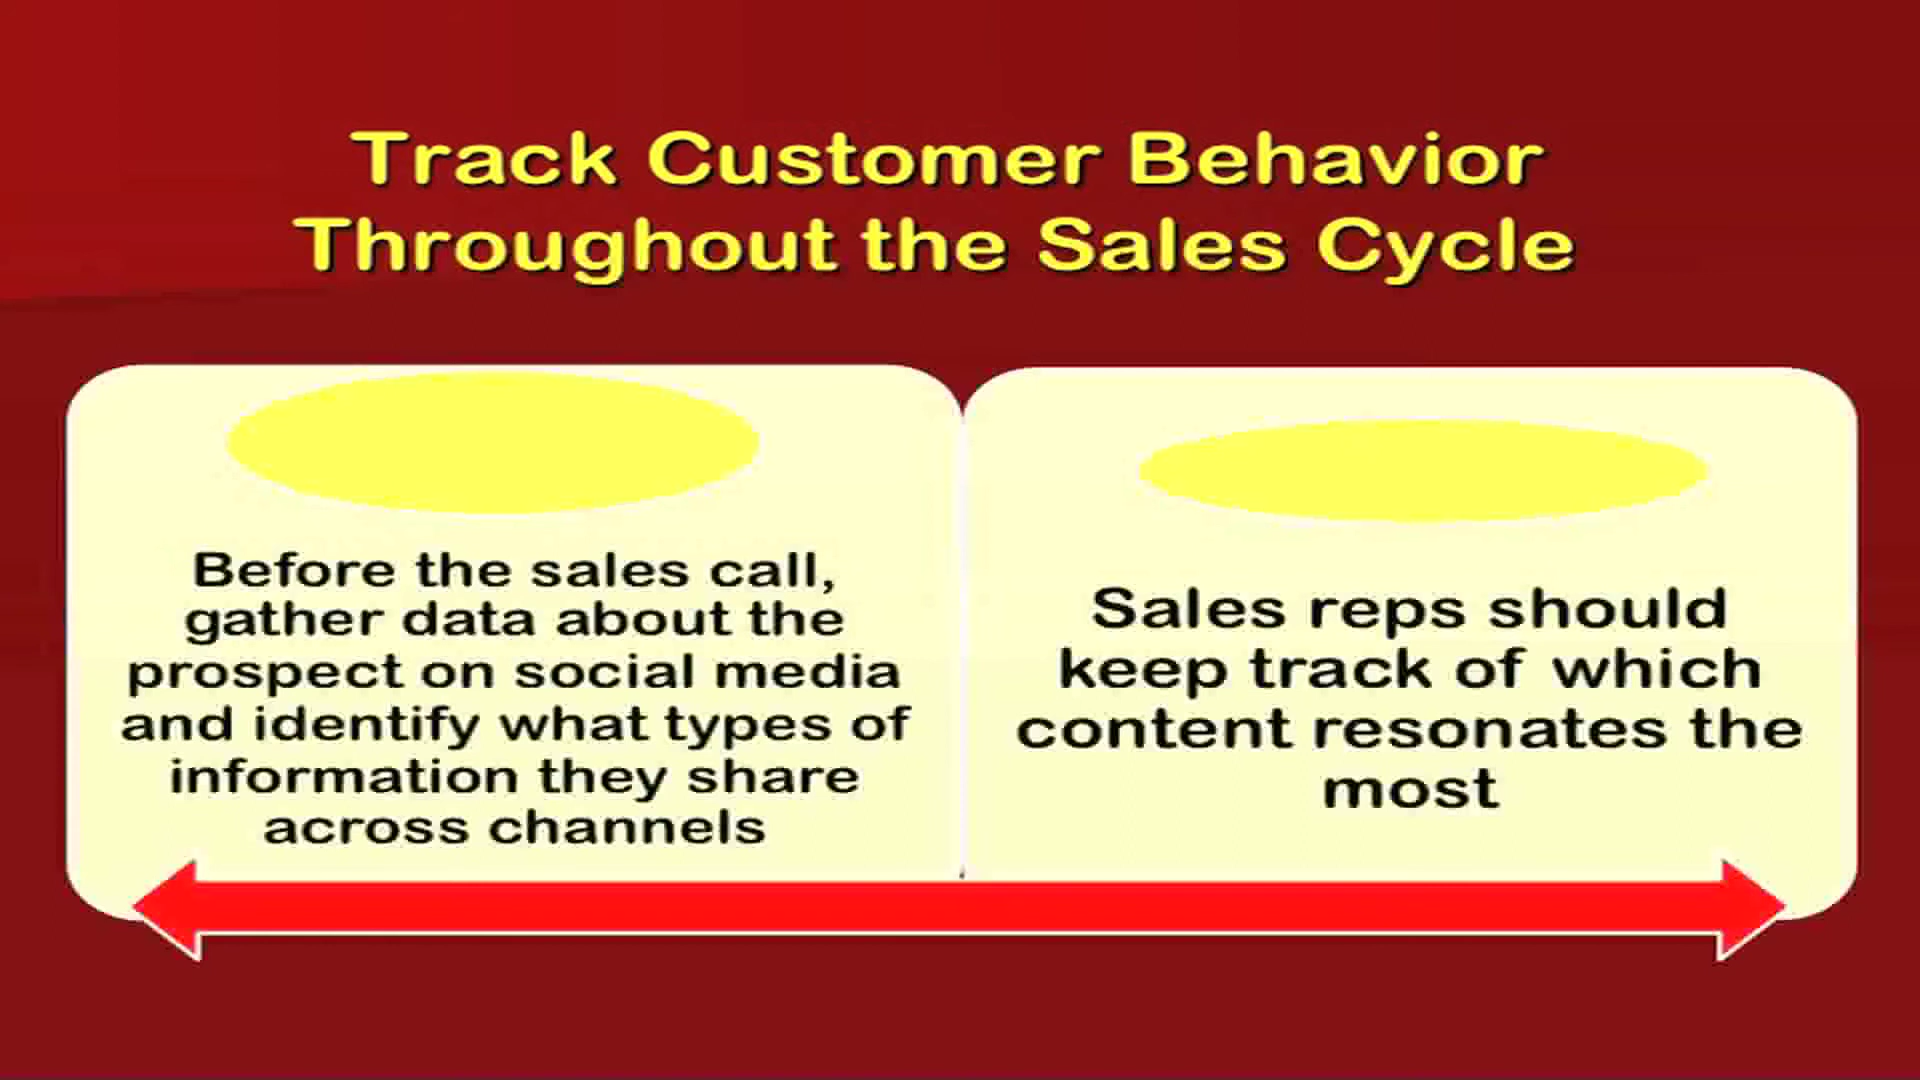 Track Customer Behavior
Throughout the Sales Cycle
Before the sales call,
gather data about the
prospect on social media
and identify what types of
information they share
across channels
Sales reps should
keep track of which
content resonates the
most